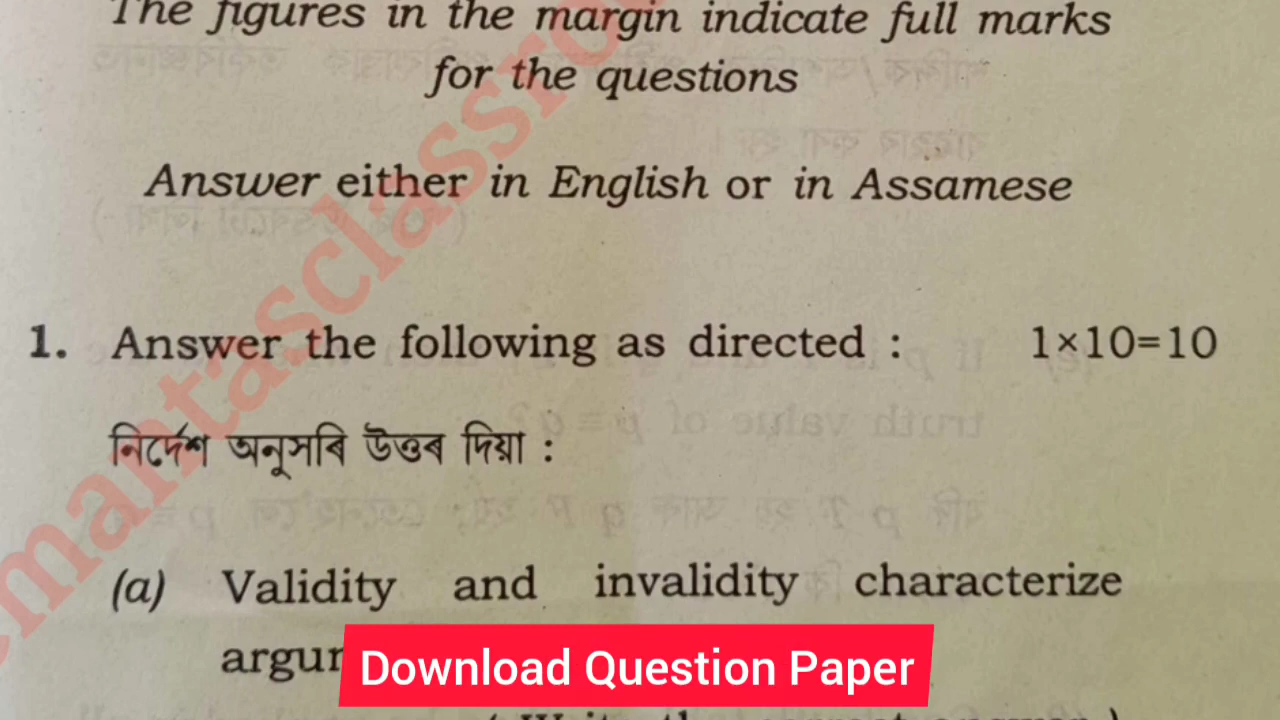 The figures in the margin indicate full marks
for the questions
Answer either in English or in Assamese
1. Answer the following as directed : 1×10=10
নিৰ্দেশ অনুসৰি উত্তৰ দিয়া :
(a) Validity and invalidity characterize
Download Question Paper